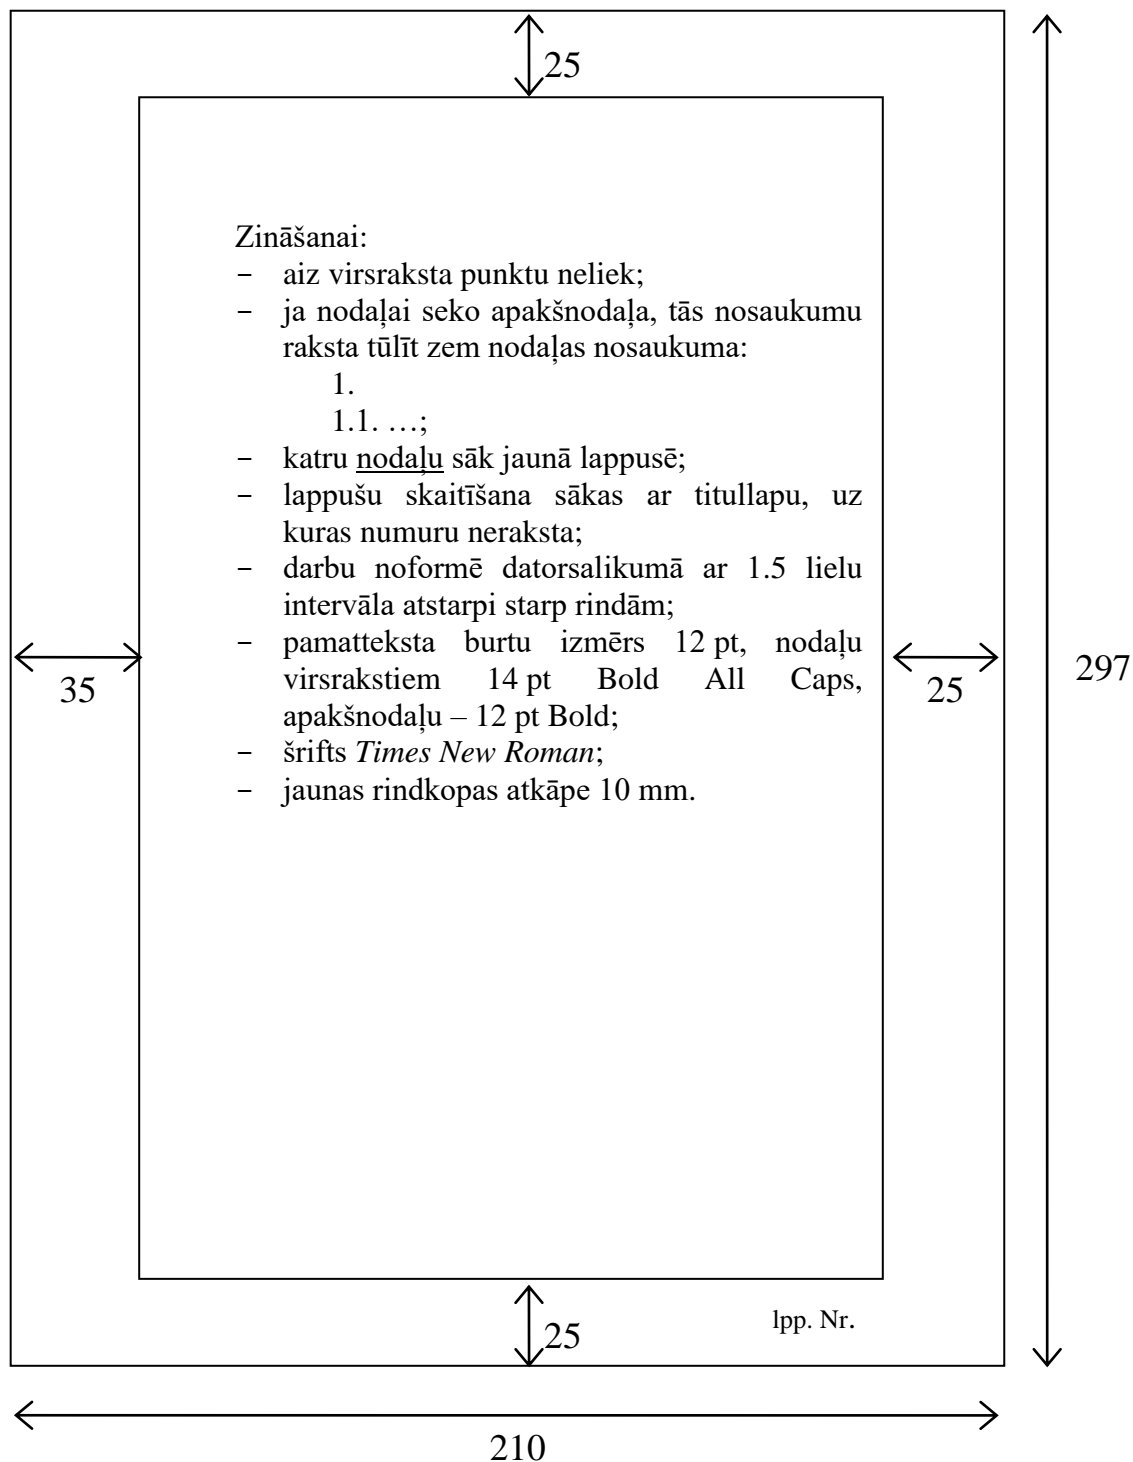 25
Zināšanai:
- aiz virsraksta punktu neliek;
- ja nodaļai seko apakšnodaļa, tās nosaukumu
raksta tūlīt zem nodaļas nosaukuma:
1.
1.1. …;
- katru nodaļu sāk jaunā lappusē;
- lappušu skaitīšana sākas ar titullapu, uz
kuras numuru neraksta;
- darbu noformē datorsalikumā ar 1.5 lielu
intervāla atstarpi starp rindām;
- pamatteksta burtu izmērs 12 pt, nodaļu
virsrakstiem 14 pt Bold All Caps,
apakšnodaļu – 12 pt Bold;
- šrifts Times New Roman;
- jaunas rindkopas atkāpe 10 mm.
35
25
297
lpp. Nr.
25
210